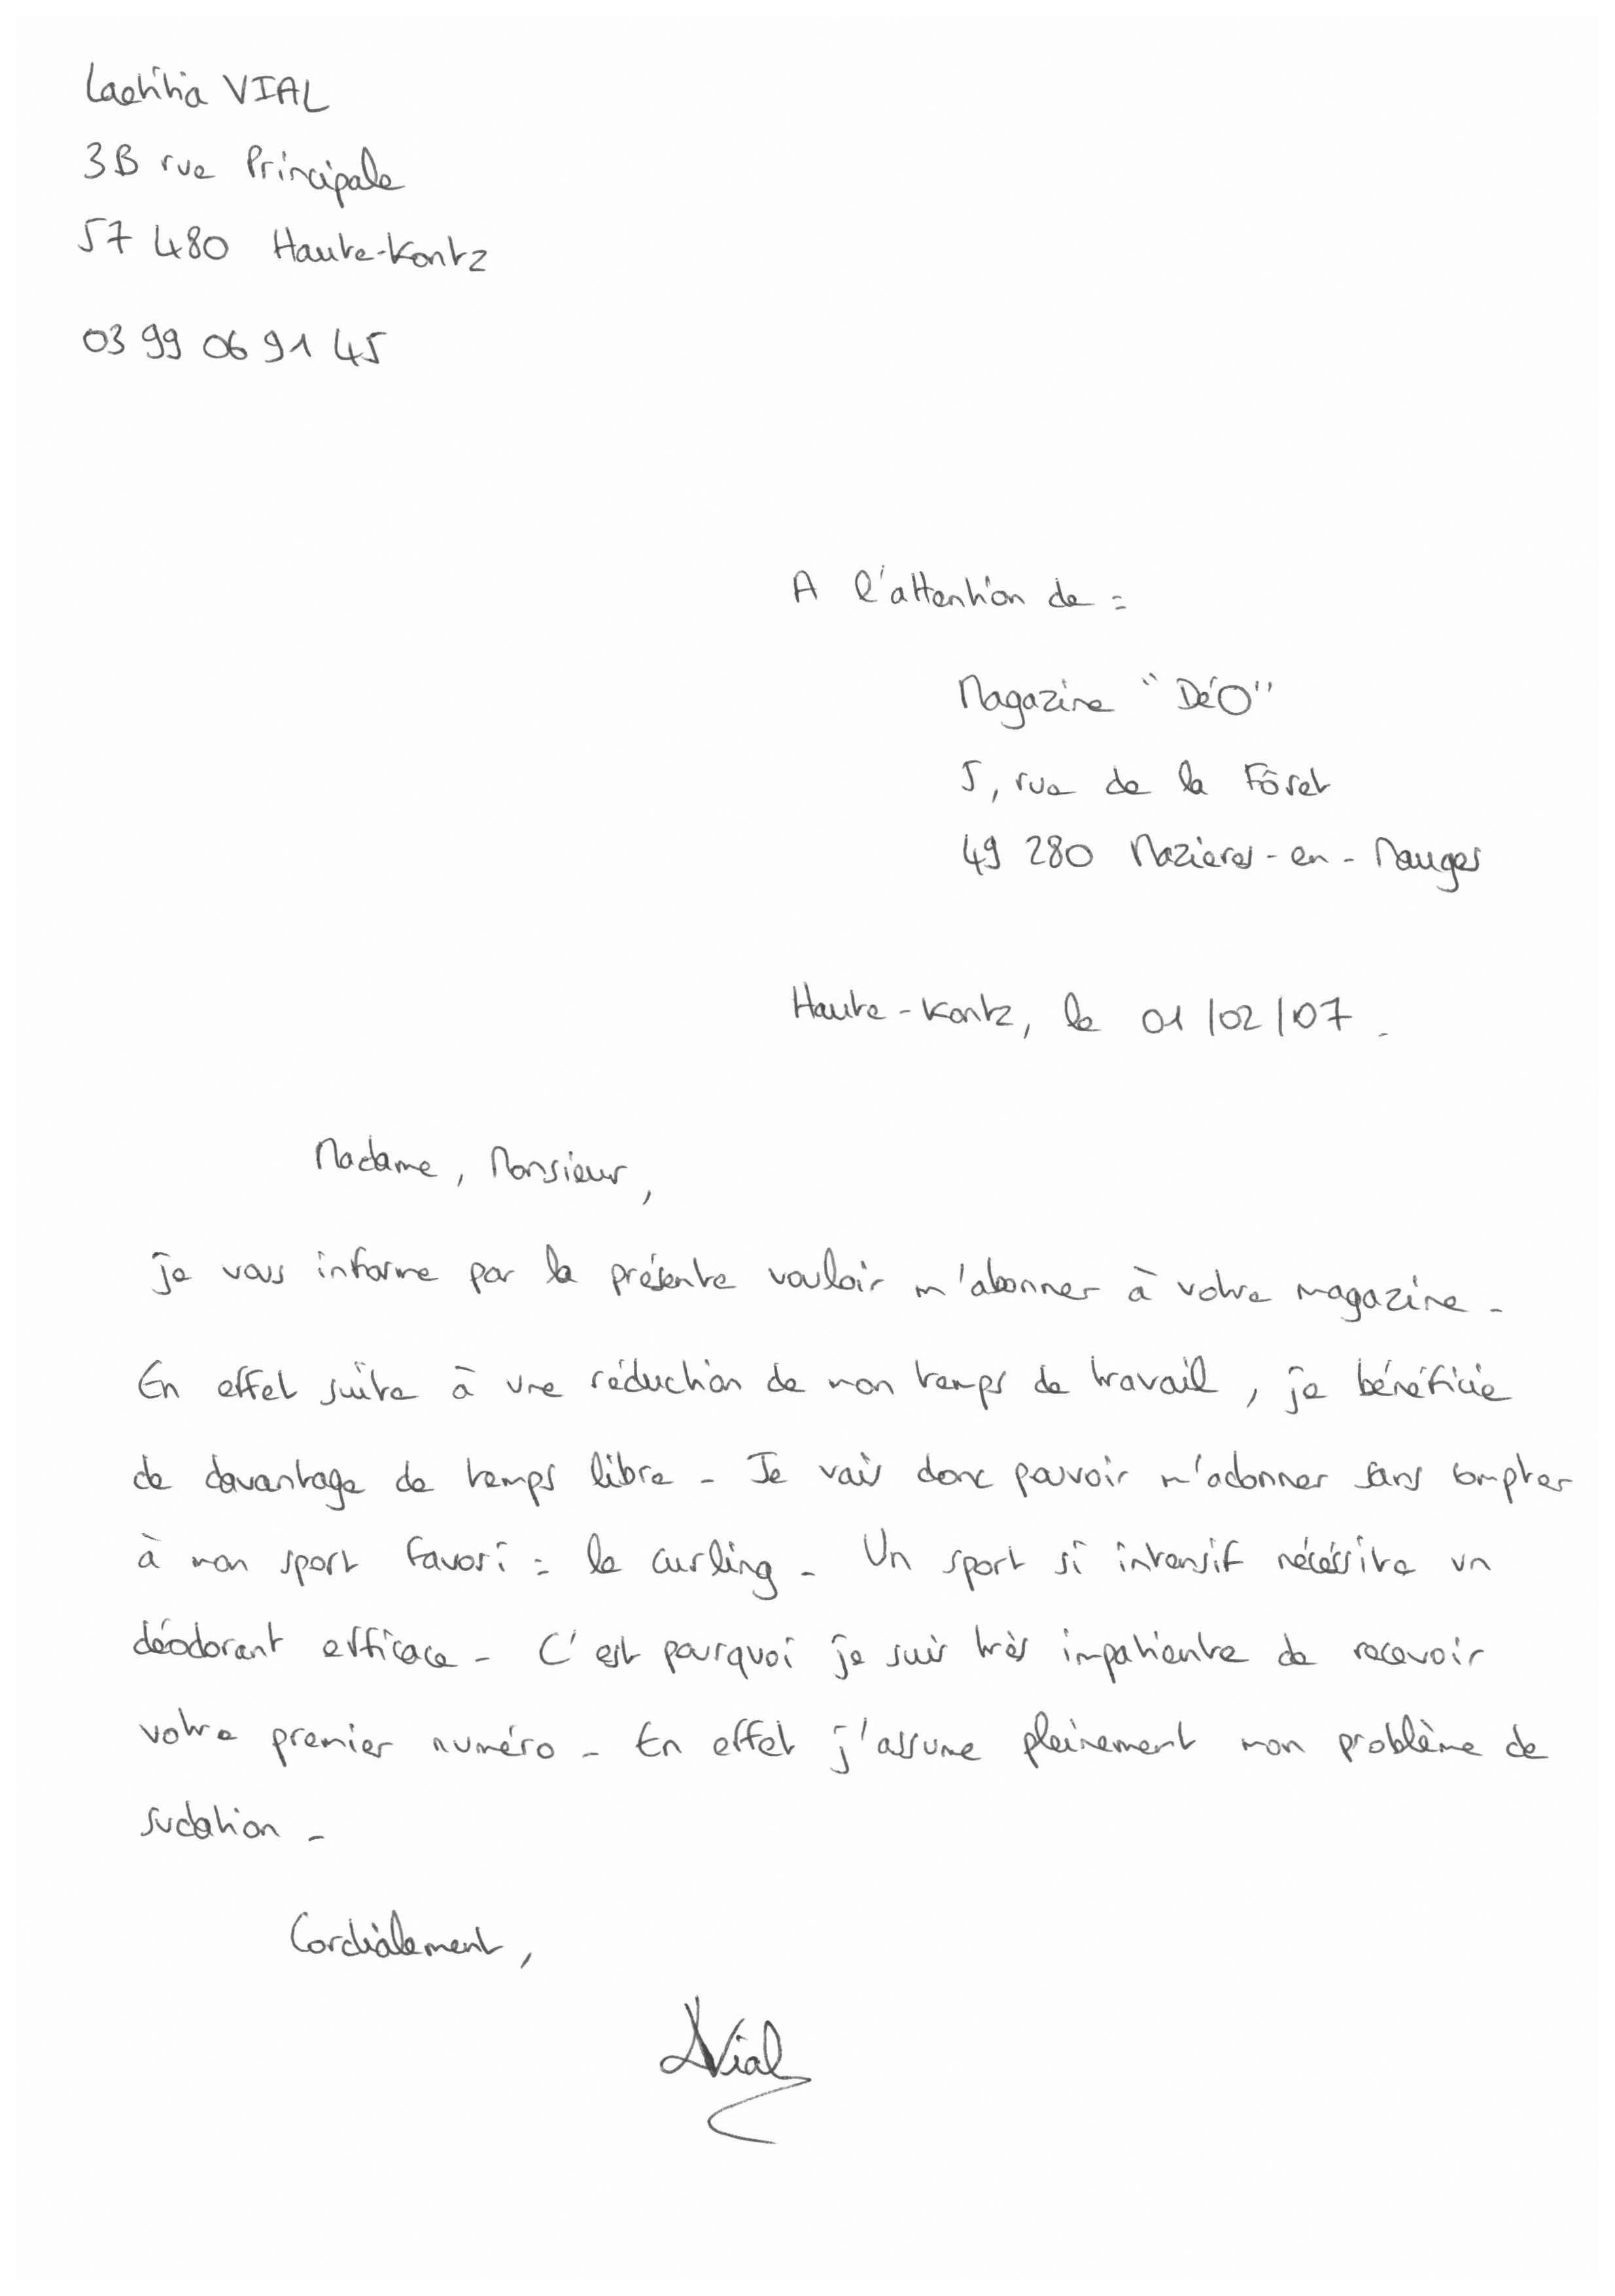 Laetitia VIAL
3B rue Principale
57 480 Haute-Kontz
03 99 06 91 45
A l'attention de :
Magazine "DéO"
5, rue de la Fôret
49 280 Mazieres-en-Mauges
Haute-Kontz, le 01/02/07.
Madame, Monsieur,
je vous informe par la présente vouloir m'abonner à votre magazine.
En effet suite à une réduction de mon temps de travail, je bénéficie
de davantage de temps libre. Je vais donc pouvoir m'adonner sans compter
à mon sport favori : le curling. Un sport si intensif nécéssite un
déodorant efficace. C'est pourquoi je suis très impatiente de recevoir
votre premier numéro. En effet j'assume pleinement mon problème de
sudation.
Cordialement,
LVial